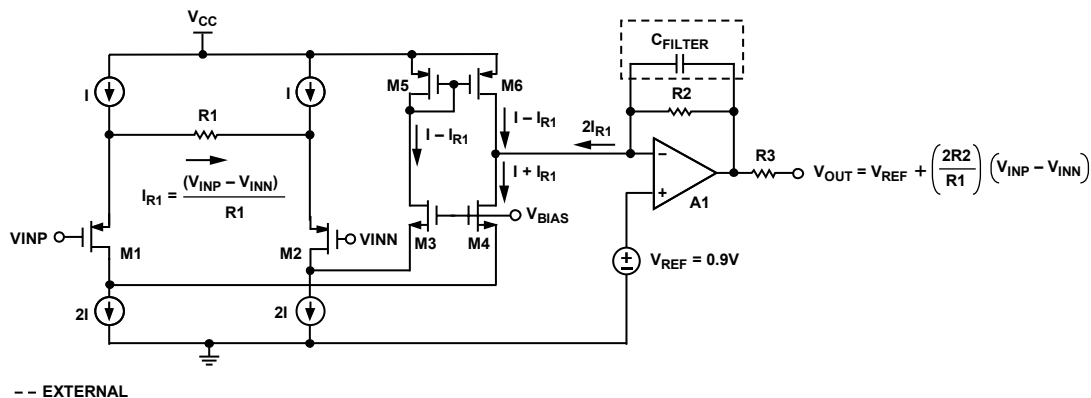 VCC
CFILTER
M5
M6
I
R1
I
R2
I – IR1
I – IR1
2IR1
R3
IR1 = (VINP – VINN) / R1
I + IR1
–
+
A1
VOUT = VREF + (2R2 / R1) (VINP – VINN)
VBIAS
VINP
M1
M2
VINN
M3
M4
VREF = 0.9V
2I
2I
-- EXTERNAL